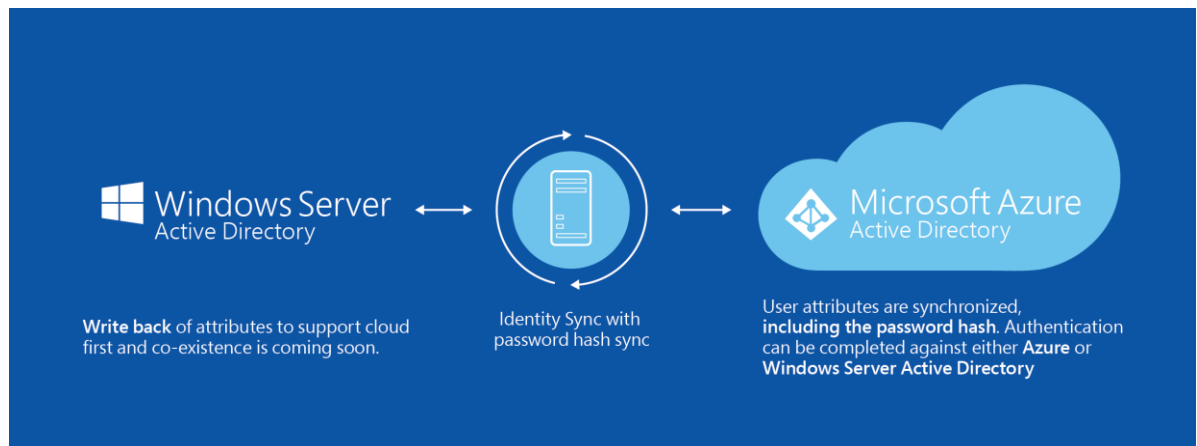 Windows Server
Active Directory
Write back of attributes to support cloud
first and co-existence is coming soon.
Identity Sync with
password hash sync
Microsoft Azure
Active Directory
User attributes are synchronized,
including the password hash. Authentication
can be completed against either Azure or
Windows Server Active Directory